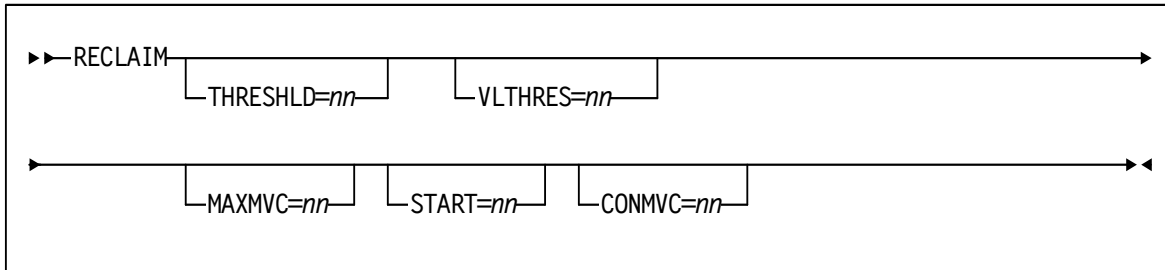 RECLAIM
THRESHLD=nn VLTHRES=nn
MAXMVC=nn START=nn CONMVC=nn